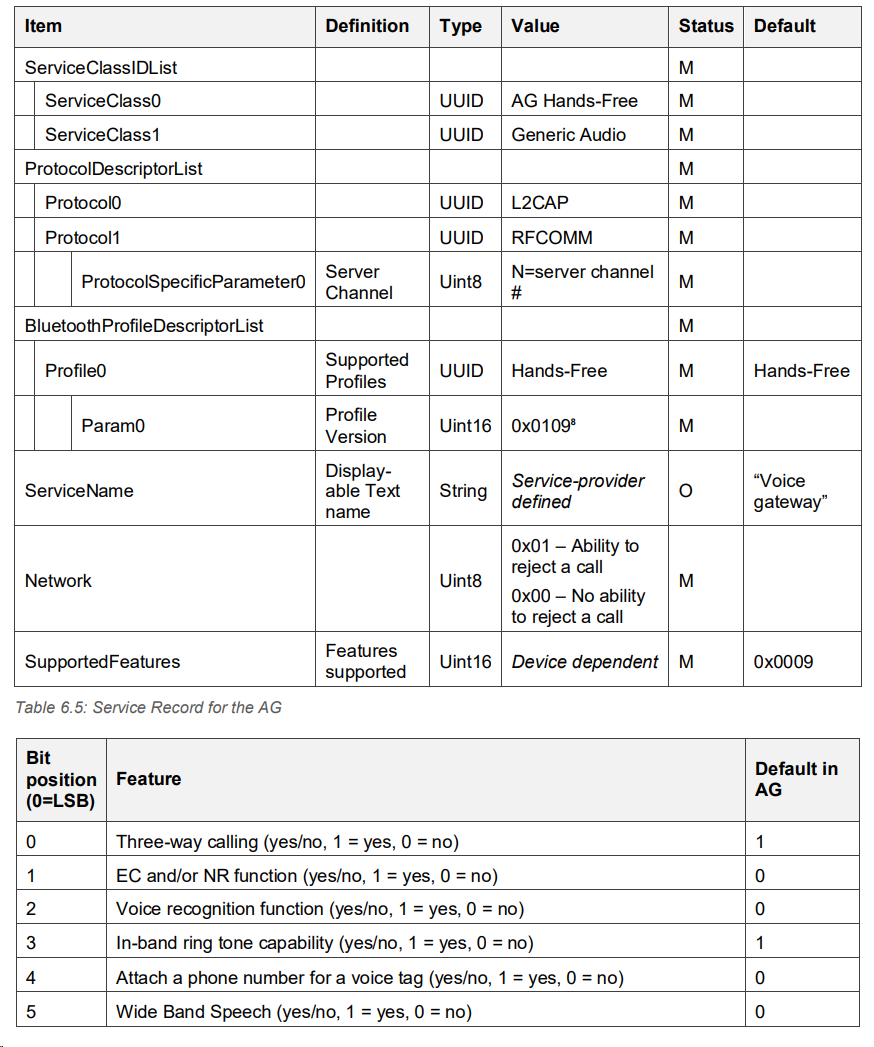 Item Definition Type Value Status Default
ServiceClassIDList M
ServiceClass0 UUID AG Hands-Free M
ServiceClass1 UUID Generic Audio M
ProtocolDescriptorList M
Protocol0 UUID L2CAP M
Protocol1 UUID RFCOMM M
ProtocolSpecificParameter0 Server Channel Uint8 N=server channel # M
BluetoothProfileDescriptorList M
Profile0 Supported Profiles UUID Hands-Free M Hands-Free
Param0 Profile Version Uint16 0x0109⁸ M
ServiceName Display-able Text name String Service-provider defined O “Voice gateway”
Network Uint8 0x01 – Ability to reject a call 0x00 – No ability to reject a call M
SupportedFeatures Features supported Uint16 Device dependent M 0x0009
Table 6.5: Service Record for the AG
Bit position (0=LSB) Feature Default in AG
0 Three-way calling (yes/no, 1 = yes, 0 = no) 1
1 EC and/or NR function (yes/no, 1 = yes, 0 = no) 0
2 Voice recognition function (yes/no, 1 = yes, 0 = no) 0
3 In-band ring tone capability (yes/no, 1 = yes, 0 = no) 1
4 Attach a phone number for a voice tag (yes/no, 1 = yes, 0 = no) 0
5 Wide Band Speech (yes/no, 1 = yes, 0 = no) 0